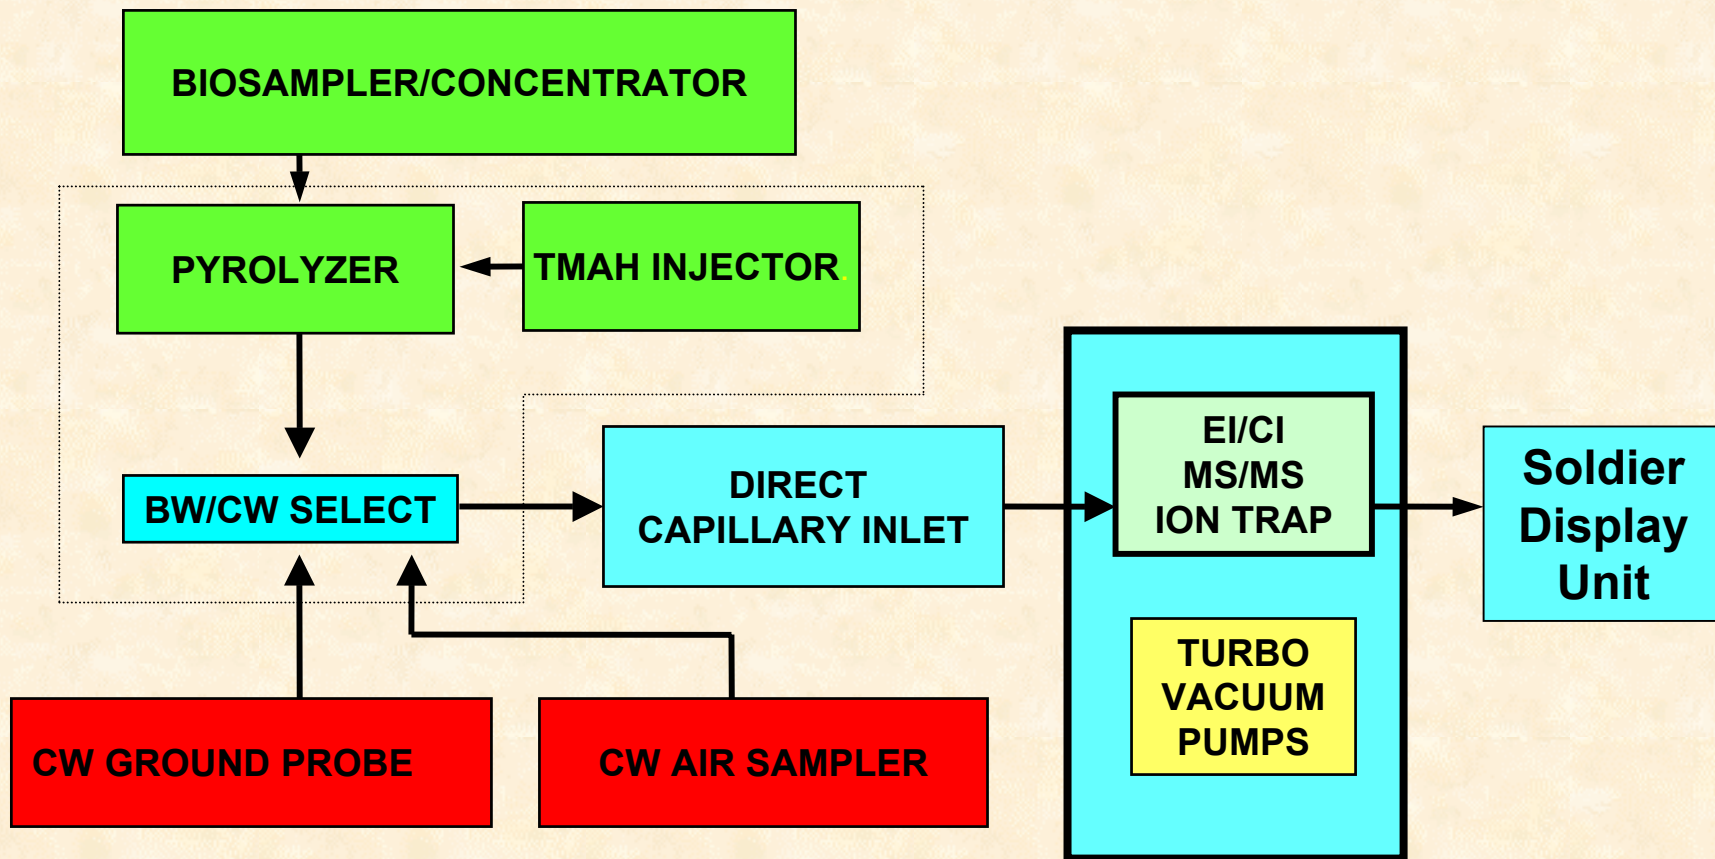 BIOSAMPLER/CONCENTRATOR
PYROLYZER
TMAH INJECTOR.
BW/CW SELECT
DIRECT
CAPILLARY INLET
EI/CI
MS/MS
ION TRAP
Soldier
Display
Unit
TURBO
VACUUM
PUMPS
CW GROUND PROBE
CW AIR SAMPLER